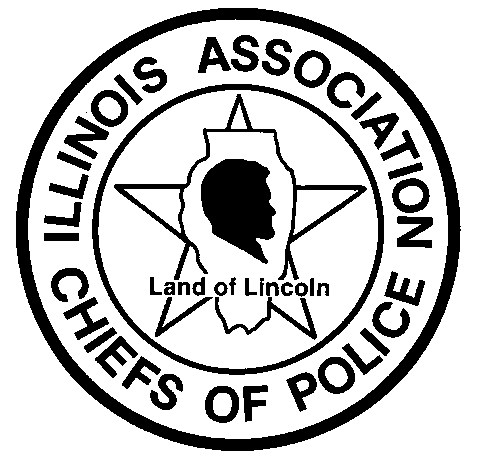 ILLINOIS ASSOCIATION
CHIEFS OF POLICE
Land of Lincoln